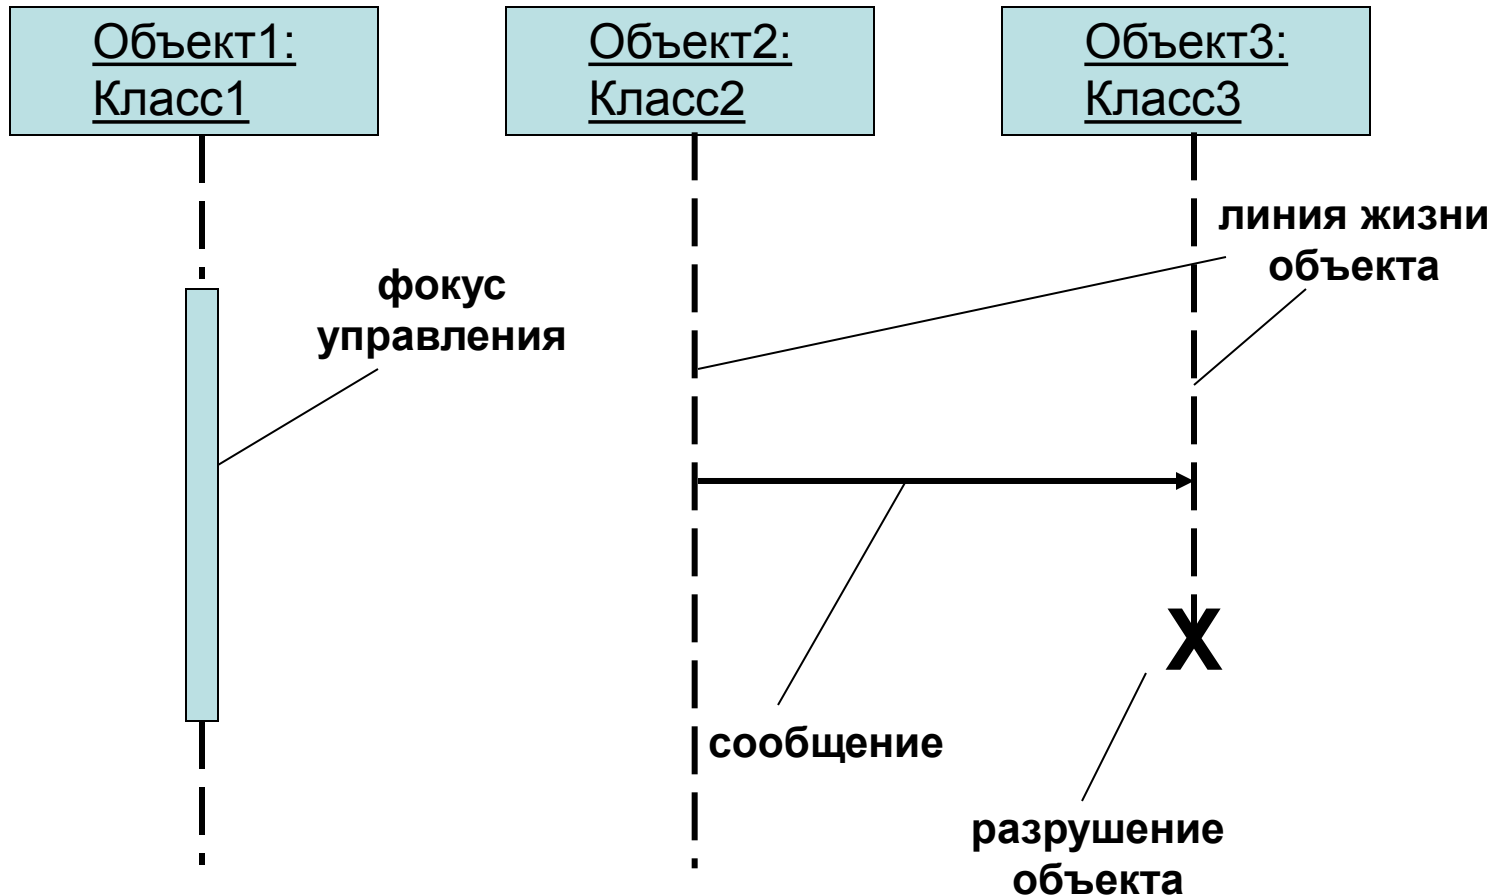 Объект1:
Класс1
Объект2:
Класс2
Объект3:
Класс3
линия жизни
объекта
фокус
управления
сообщение
разрушение
объекта